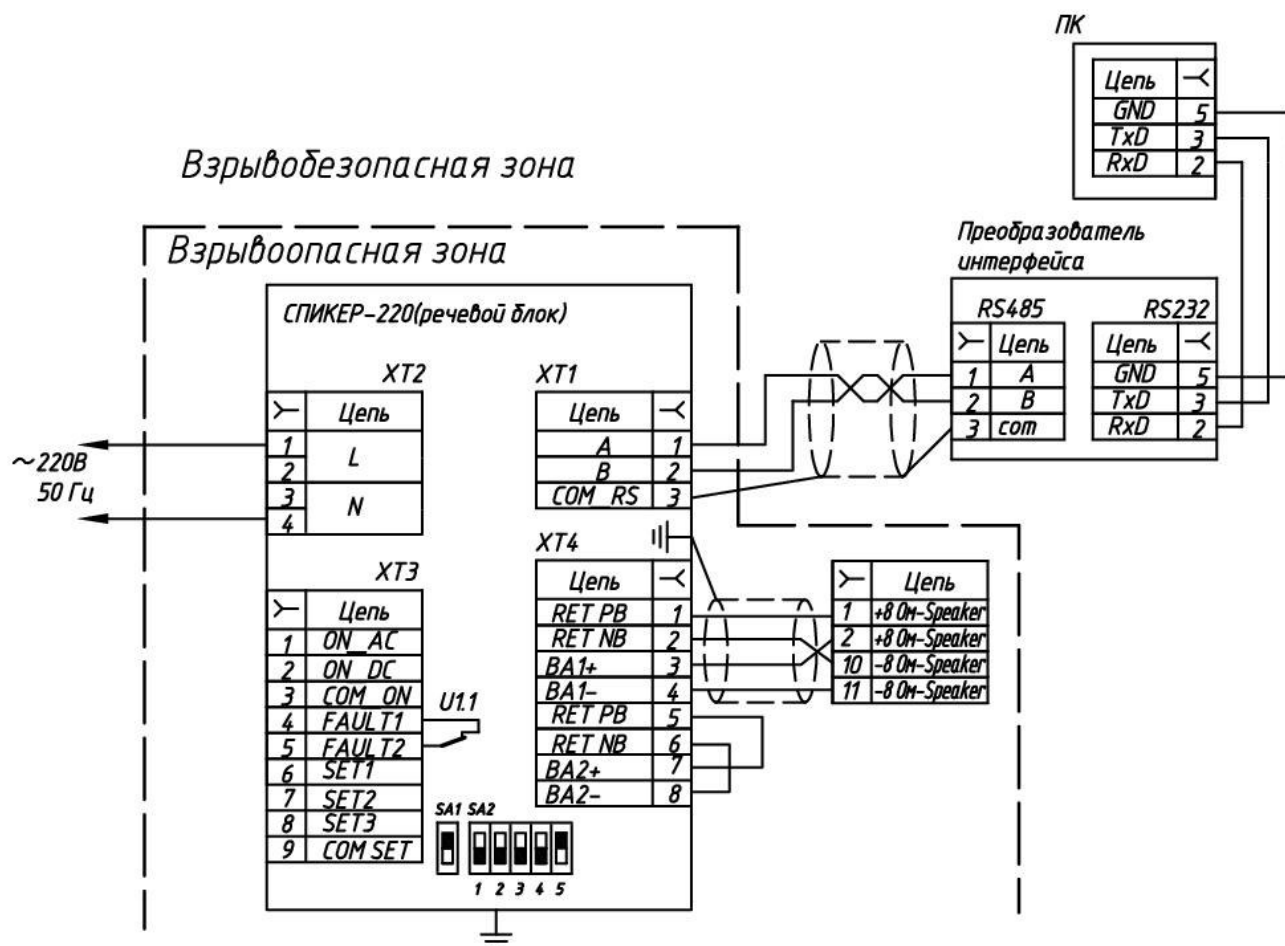 ПК
Цепь
GND 5
TxD 3
RxD 2
Взрывобезопасная зона
Взрывоопасная зона
Преобразователь
интерфейса
RS485 RS232
Цепь Цепь
1 A GND 5
2 B TxD 3
3 com RxD 2
СПИКЕР-220(речевой блок)
XT2
Цепь
1
2 L
3
4 N
~220В
50 Гц
XT1
Цепь
A 1
B 2
COM_RS 3
XT3
Цепь
1 ON_AC
2 ON_DC
3 COM_ON
4 FAULT1
5 FAULT2
6 SET1
7 SET2
8 SET3
9 COM SET
U1.1
XT4
Цепь
RET PB 1
RET NB 2
BA1+ 3
BA1- 4
RET PB 5
RET NB 6
BA2+ 7
BA2- 8
Цепь
1 +8 Ом-Speaker
2 +8 Ом-Speaker
10 -8 Ом-Speaker
11 -8 Ом-Speaker
SA1 SA2
1 2 3 4 5